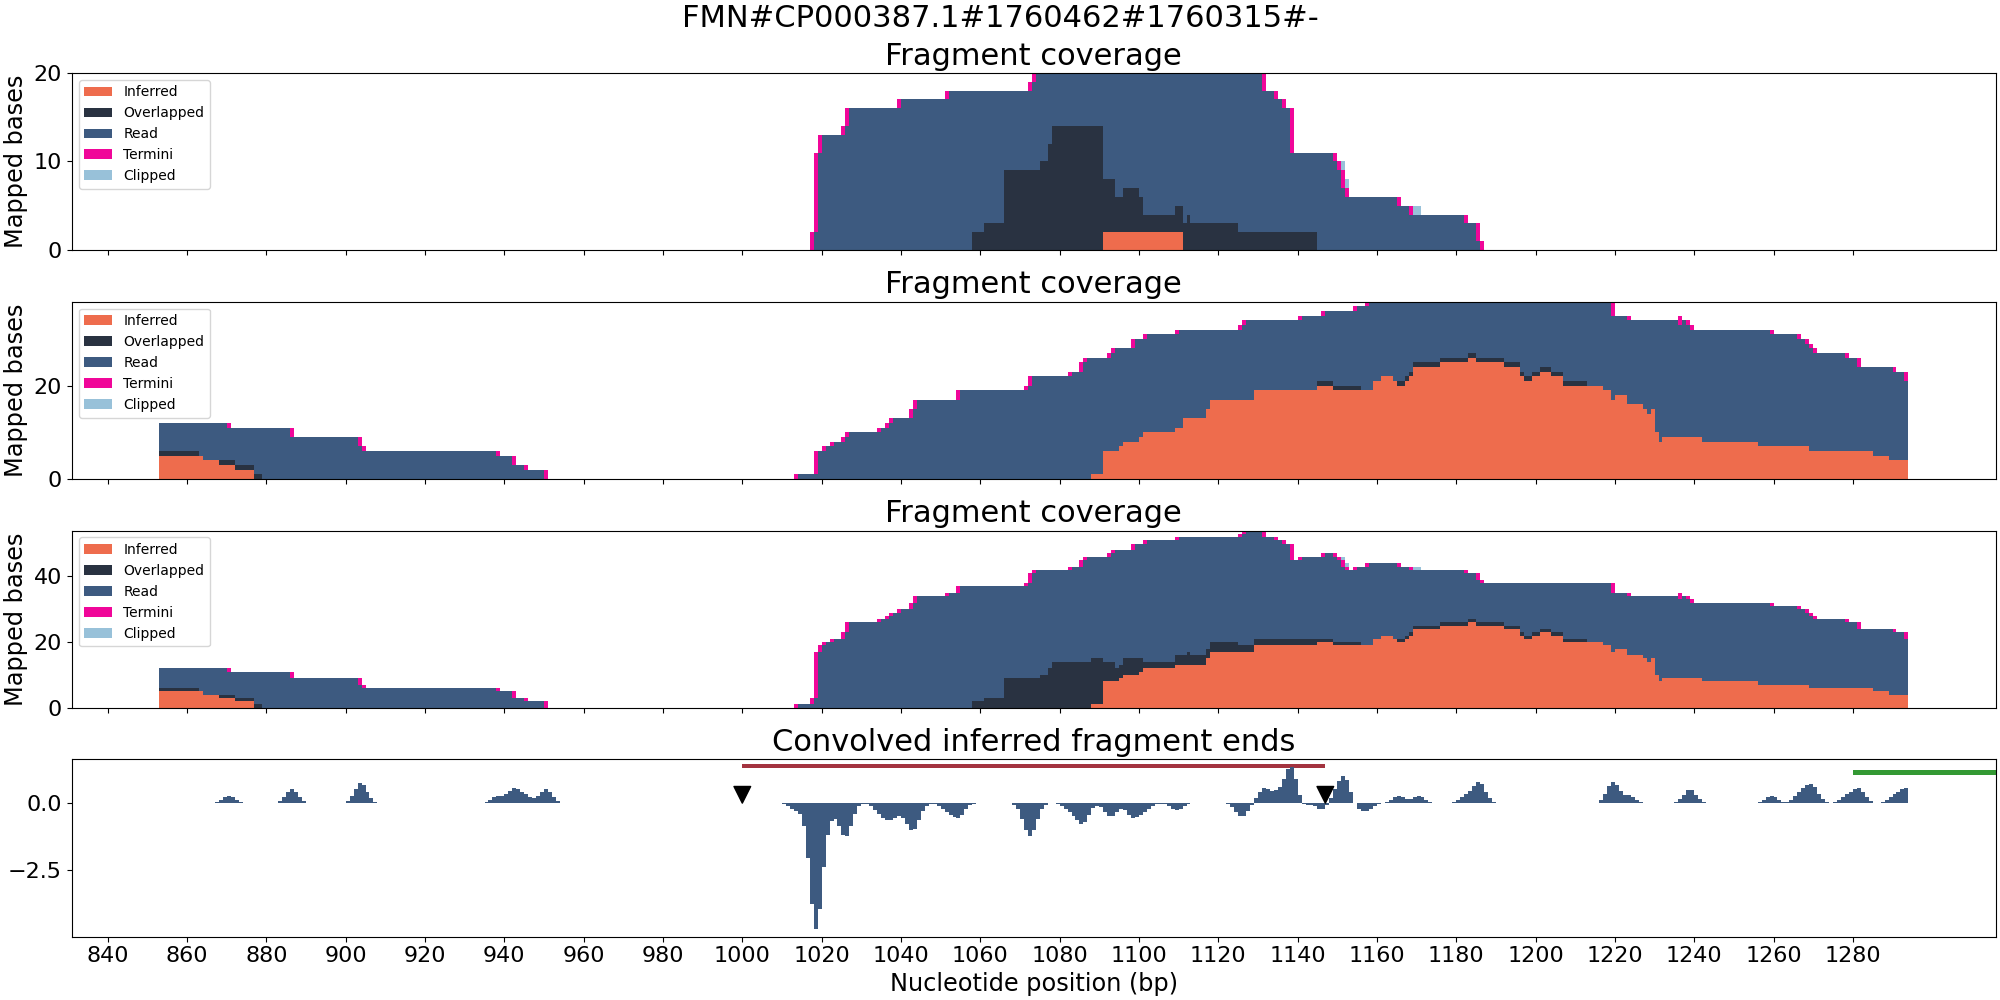 FMN#CP000387.1#1760462#1760315#-
Fragment coverage
Mapped bases
20
10
0
Inferred
Overlapped
Read
Termini
Clipped
Fragment coverage
Mapped bases
20
0
Inferred
Overlapped
Read
Termini
Clipped
Fragment coverage
Mapped bases
40
20
0
Inferred
Overlapped
Read
Termini
Clipped
Convolved inferred fragment ends
0.0
−2.5
840 860 880 900 920 940 960 980 1000 1020 1040 1060 1080 1100 1120 1140 1160 1180 1200 1220 1240 1260 1280
Nucleotide position (bp)